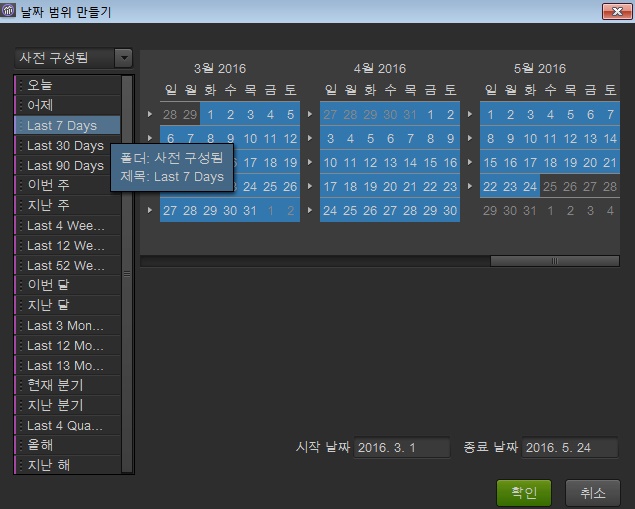 날짜 범위 만들기
사전 구성됨
오늘
어제
Last 7 Days
Last 30 Days
Last 90 Days
이번 주
지난 주
Last 4 Wee...
Last 12 We...
Last 52 We...
이번 달
지난 달
Last 3 Mon...
Last 12 Mo...
Last 13 Mo...
현재 분기
지난 분기
Last 4 Qua...
올해
지난 해
폴더: 사전 구성됨
제목: Last 7 Days
3월 2016
일 월 화 수 목 금 토
28 29 1 2 3 4 5
6 7 8 9 10 11 12
16 17 18 19
24 25 26
27 28 29 30 31 1 2
4월 2016
일 월 화 수 목 금 토
27 28 29 30 31 1 2
3 4 5 6 7 8 9
10 11 12 13 14 15 16
17 18 19 20 21 22 23
24 25 26 27 28 29 30
5월 2016
일 월 화 수 목 금 토
1 2 3 4 5 6 7
8 9 10 11 12 13 14
15 16 17 18 19 20 21
22 23 24 25 26 27 28
29 30 31 1 2 3 4
시작 날짜 2016. 3. 1 종료 날짜 2016. 5. 24
확인 취소